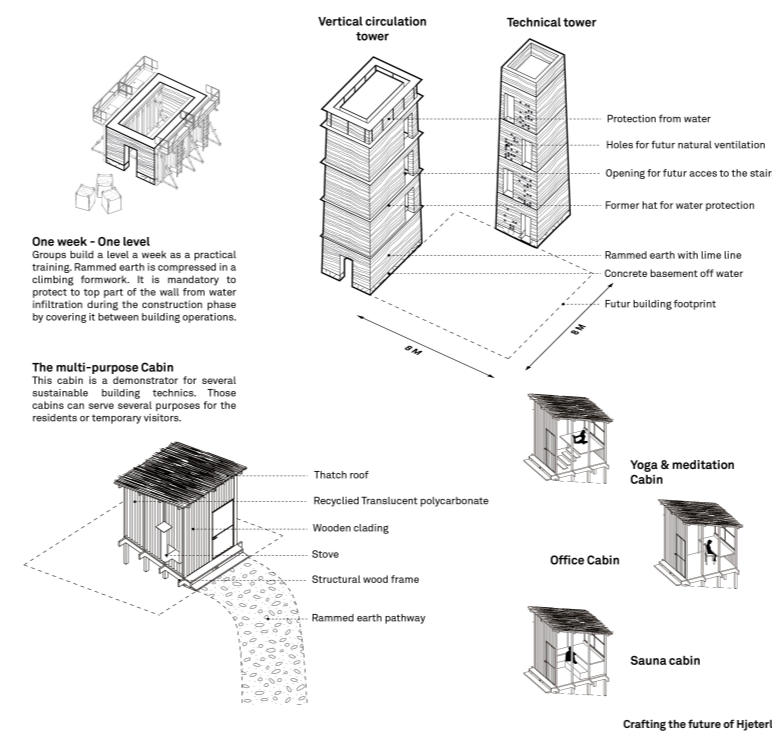 Vertical circulation
tower
Technical tower
Protection from water
Holes for futur natural ventilation
Opening for futur acces to the stair
Former hat for water protection
Rammed earth with lime line
Concrete basement off water
Futur building footprint
8 M
8 M
One week - One level
Groups build a level a week as a practical
training. Rammed earth is compressed in a
climbing formwork. It is mandatory to
protect to top part of the wall from water
infiltration during the construction phase
by covering it between building operations.
The multi-purpose Cabin
This cabin is a demonstrator for several
sustainable building technics. Those
cabins can serve several purposes for the
residents or temporary visitors.
Thatch roof
Recyclied Translucent polycarbonate
Wooden clading
Stove
Structural wood frame
Rammed earth pathway
Yoga & meditation
Cabin
Office Cabin
Sauna cabin
Crafting the future of Hjeterl